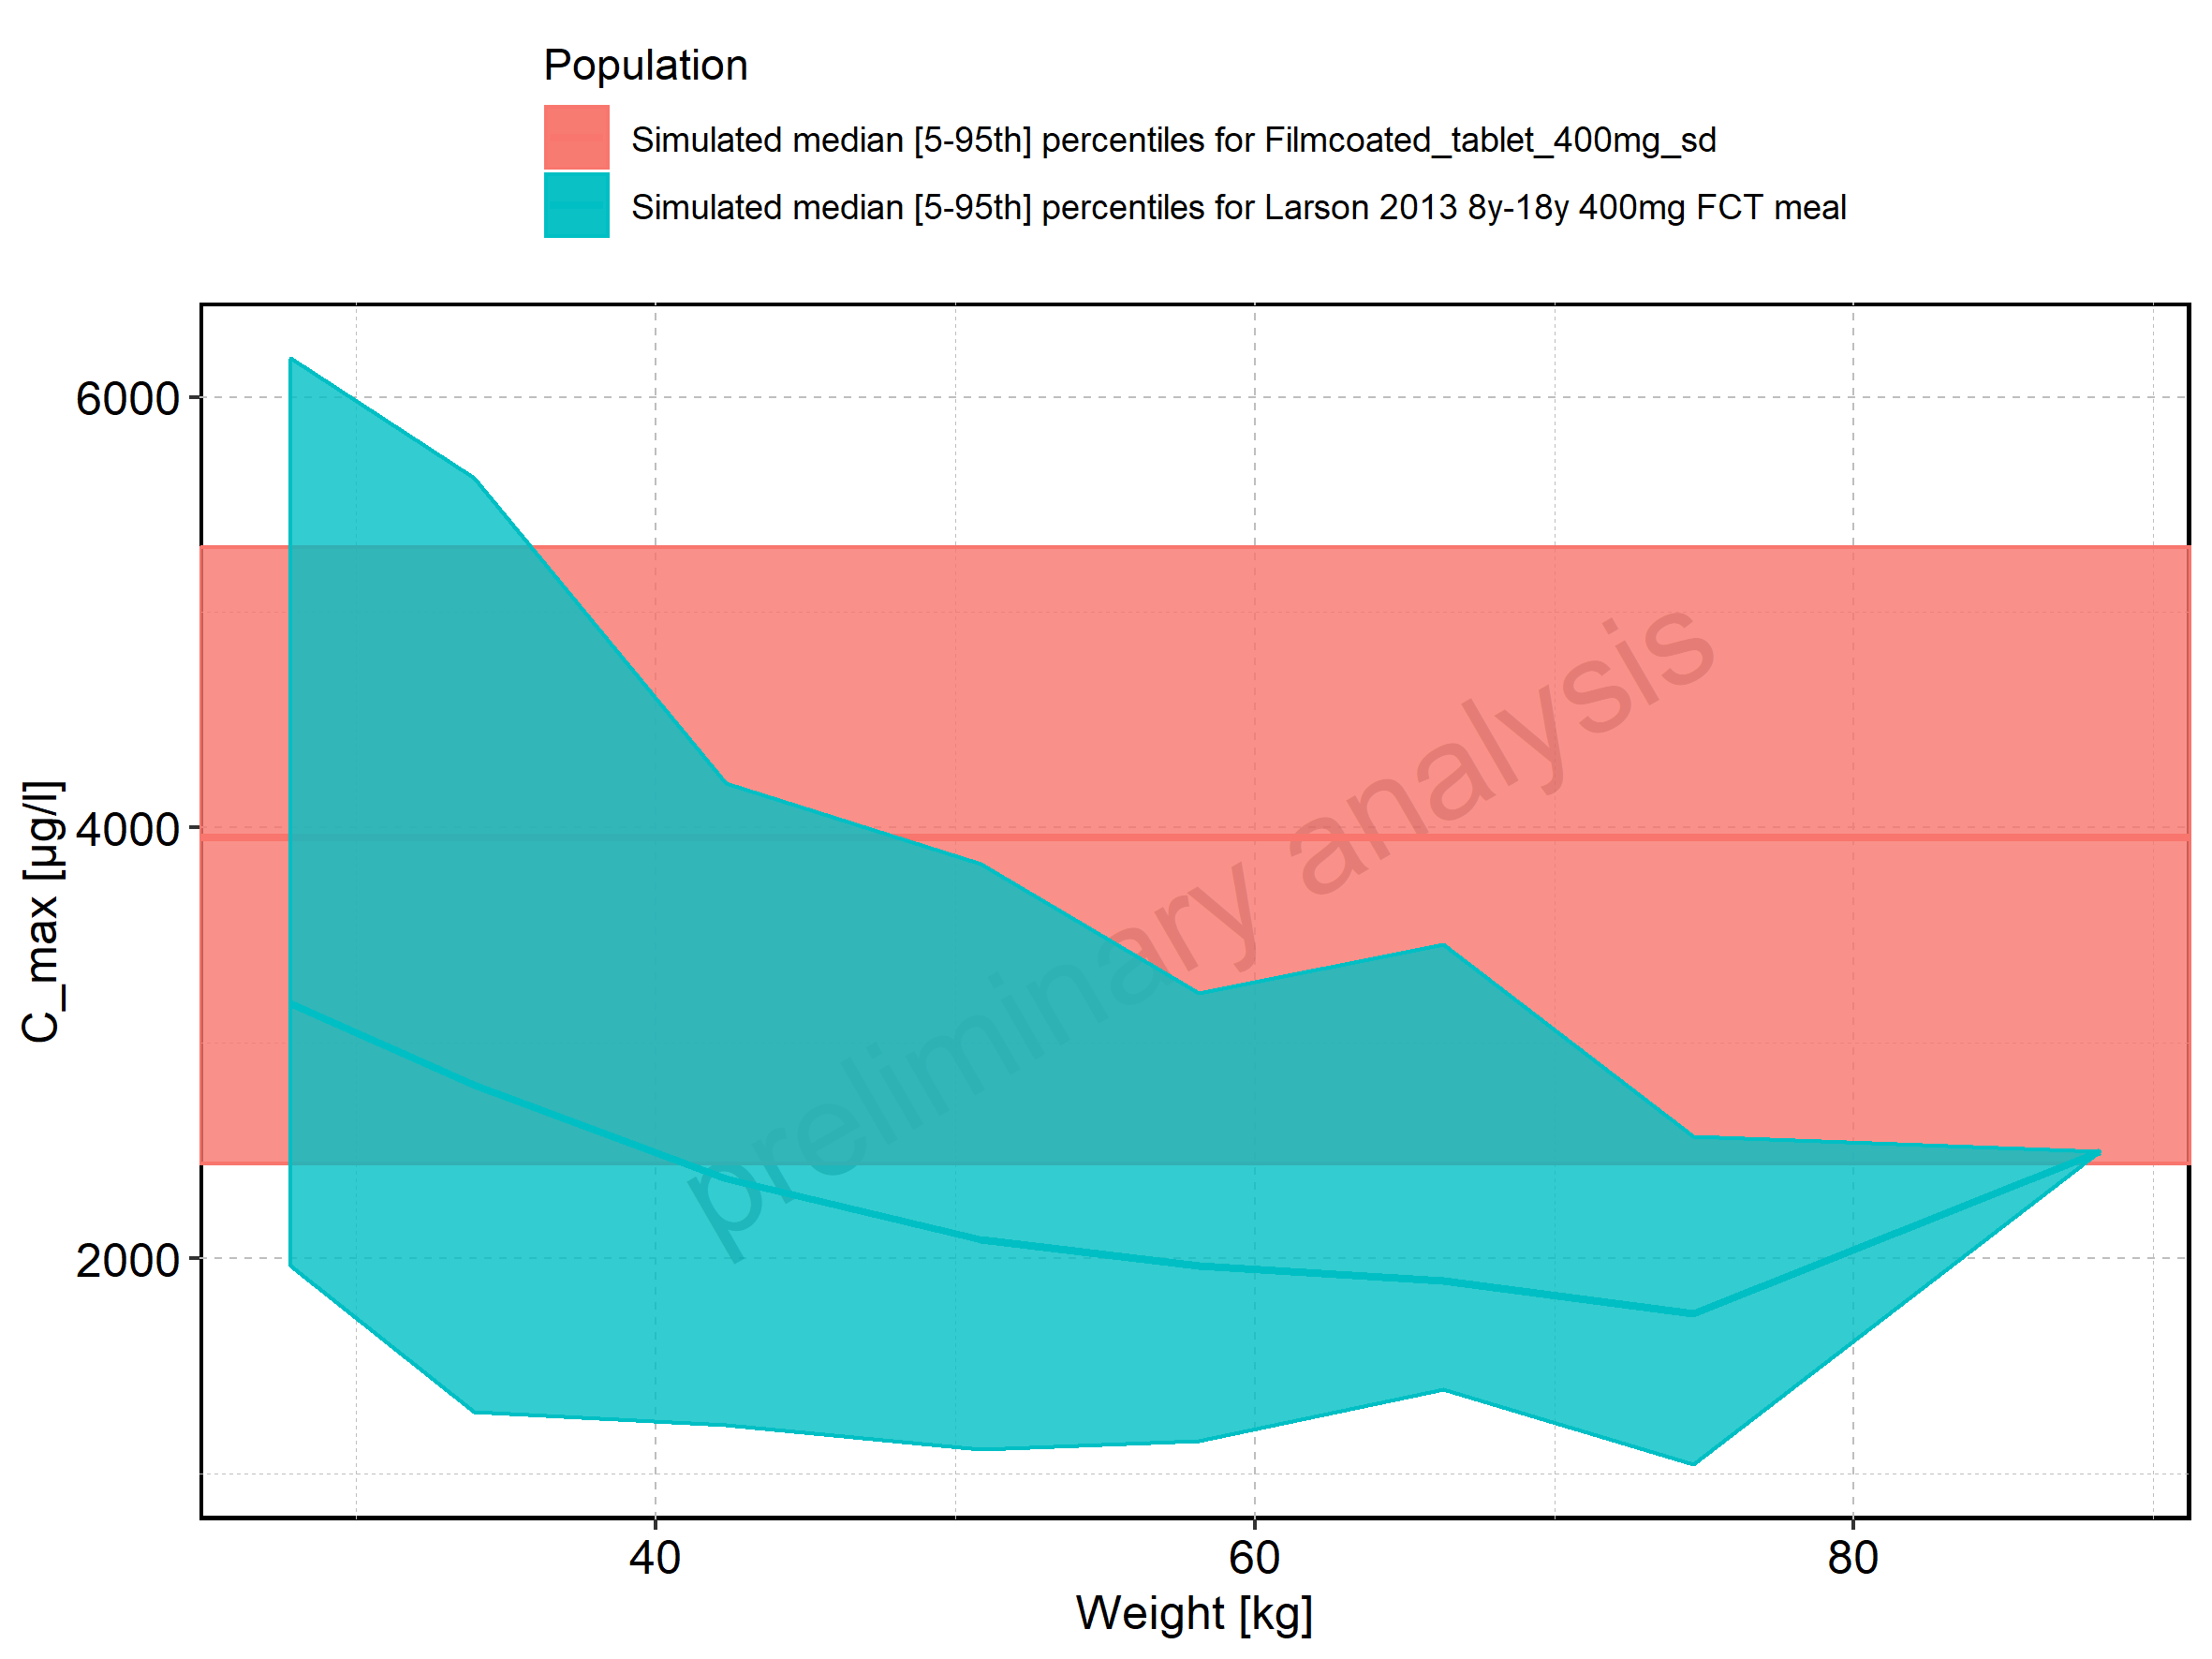 Population
Simulated median [5-95th] percentiles for Filmcoated_tablet_400mg_sd
Simulated median [5-95th] percentiles for Larson 2013 8y-18y 400mg FCT meal
6000
4000
2000
C_max [µg/l]
preliminary analysis
40 60 80
Weight [kg]